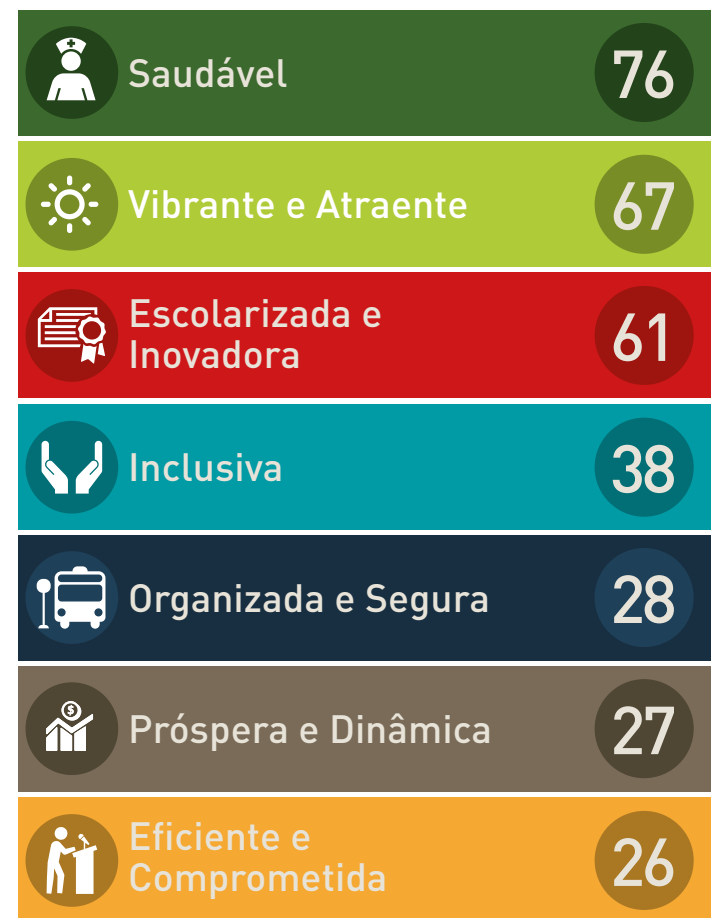 Saudável
76
Vibrante e Atraente
67
Escolarizada e
Inovadora
61
Inclusiva
38
Organizada e Segura
28
$
Próspera e Dinâmica
27
Eficiente e
Comprometida
26